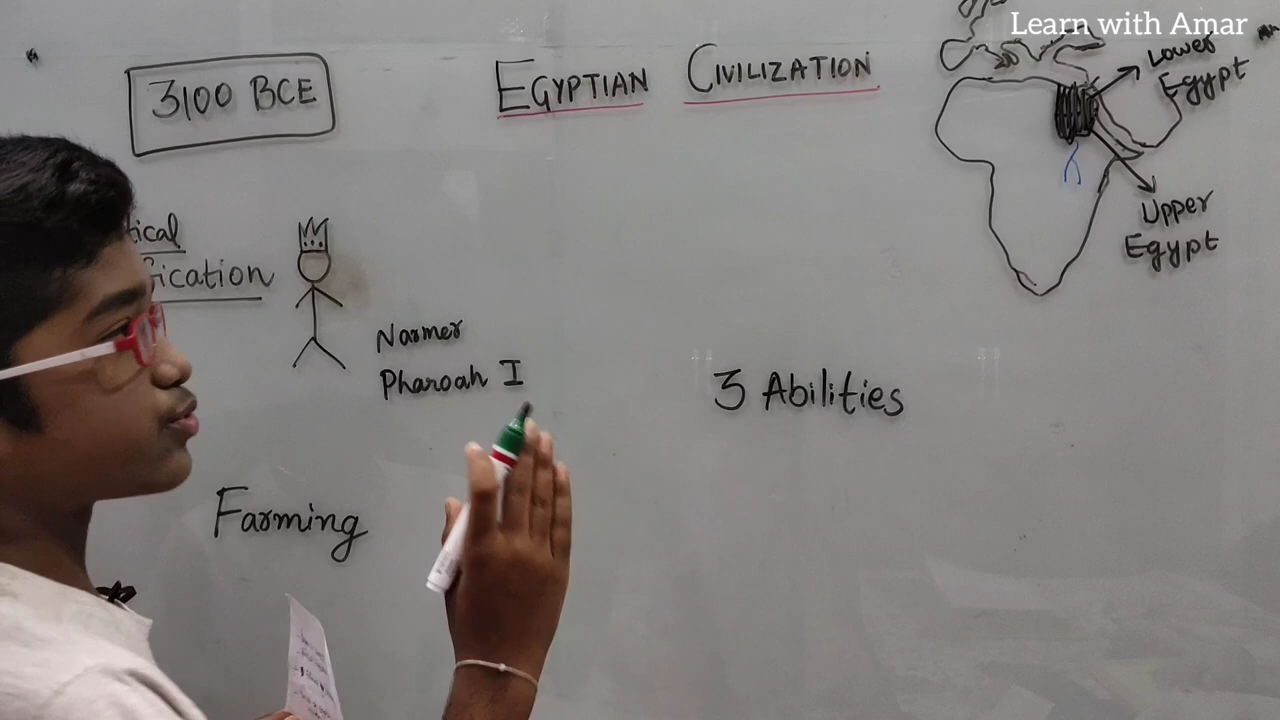 Learn with Amar
3100 BCE
EGYPTIAN CIVILIZATION
Lower
Egypt
Upper
Egypt
tical
fication
Narmer
Pharoah I
3 Abilities
Farming